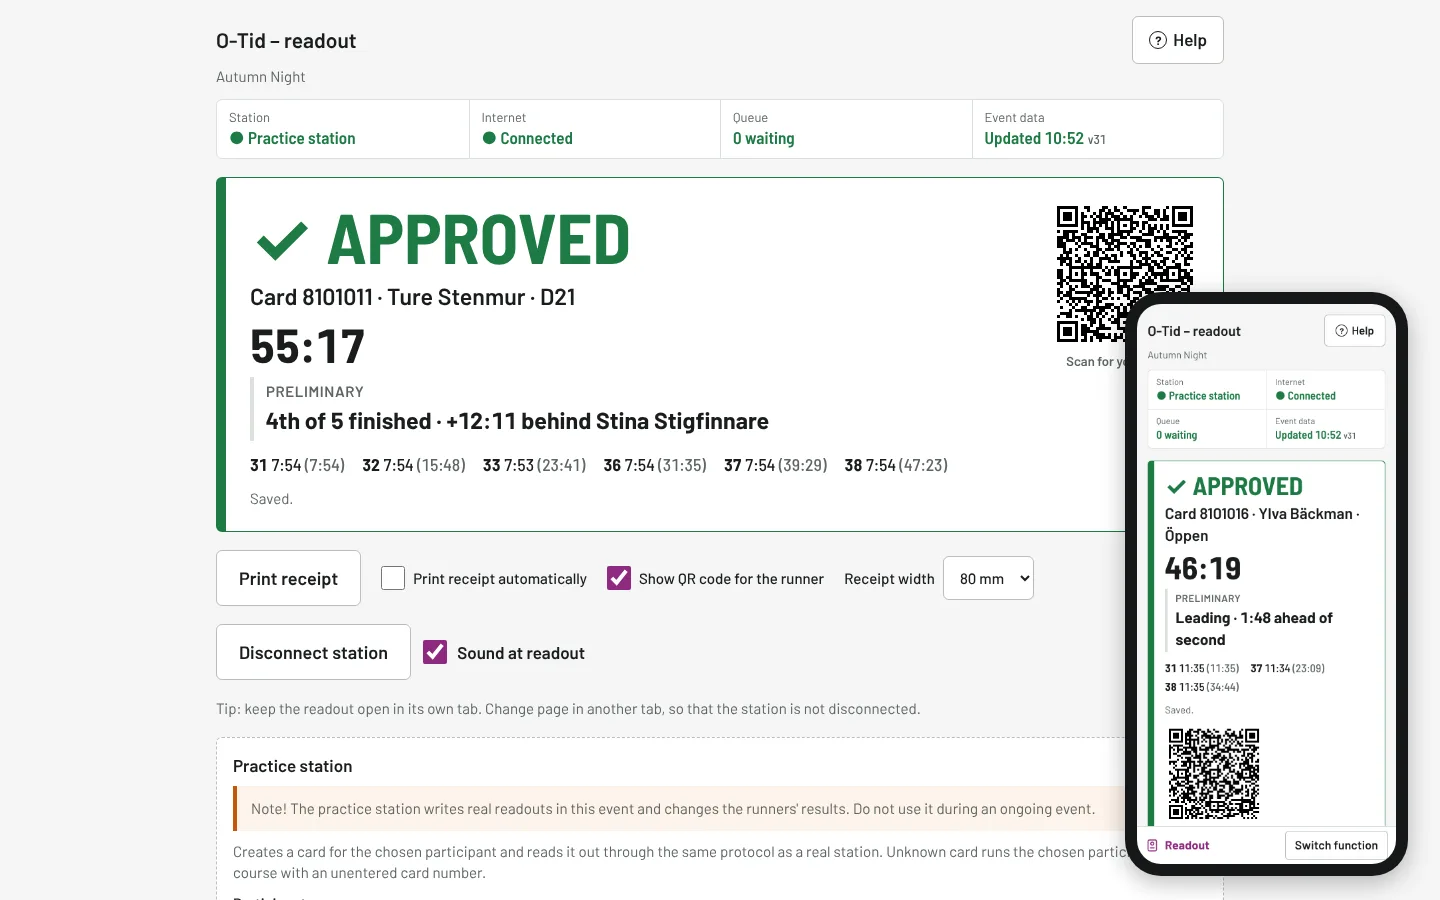 O-Tid – readout
Help
Autumn Night
Station
Practice station
Internet
Connected
Queue
0 waiting
Event data
Updated 10:52 v31
APPROVED
Card 8101011 · Ture Stenmur · D21
55:17
PRELIMINARY
4th of 5 finished · +12:11 behind Stina Stigfinnare
31 7:54 (7:54) 32 7:54 (15:48) 33 7:53 (23:41) 36 7:54 (31:35) 37 7:54 (39:29) 38 7:54 (47:23)
Saved.
Scan for
Print receipt
Print receipt automatically
Show QR code for the runner
Receipt width
80 mm
Disconnect station
Sound at readout
Tip: keep the readout open in its own tab. Change page in another tab, so that the station is not disconnected.
Practice station
Note! The practice station writes real readouts in this event and changes the runners' results. Do not use it during an ongoing event.
Creates a card for the chosen participant and reads it out through the same protocol as a real station. Unknown card runs the chosen
course with an unentered card number.
O-Tid – readout
Help
Autumn Night
Station
Practice station
Internet
Connected
Queue
0 waiting
Event data
Updated 10:52 v31
APPROVED
Card 8101016 · Ylva Bäckman ·
Öppen
46:19
PRELIMINARY
Leading · 1:48 ahead of
second
31 11:35 (11:35) 37 11:34 (23:09)
38 11:35 (34:44)
Saved.
Readout
Switch function